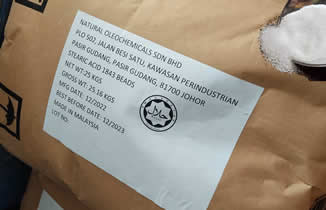 NATURAL OLEOCHEMICALS SDN BHD
PLO 502, JALAN BESI SATU, KAWASAN PERINDUSTRIAN
PASIR GUDANG, PASIR GUDANG, 81700 JOHOR
STEARIC ACID 1843 BEADS
NET WT:25 KGS
GROSS WT: 25.16 KGS
MFG DATE: 12/2022
BEST BEFORE DATE: 12/2023
MADE IN MALAYSIA
LOT NO:
حلال